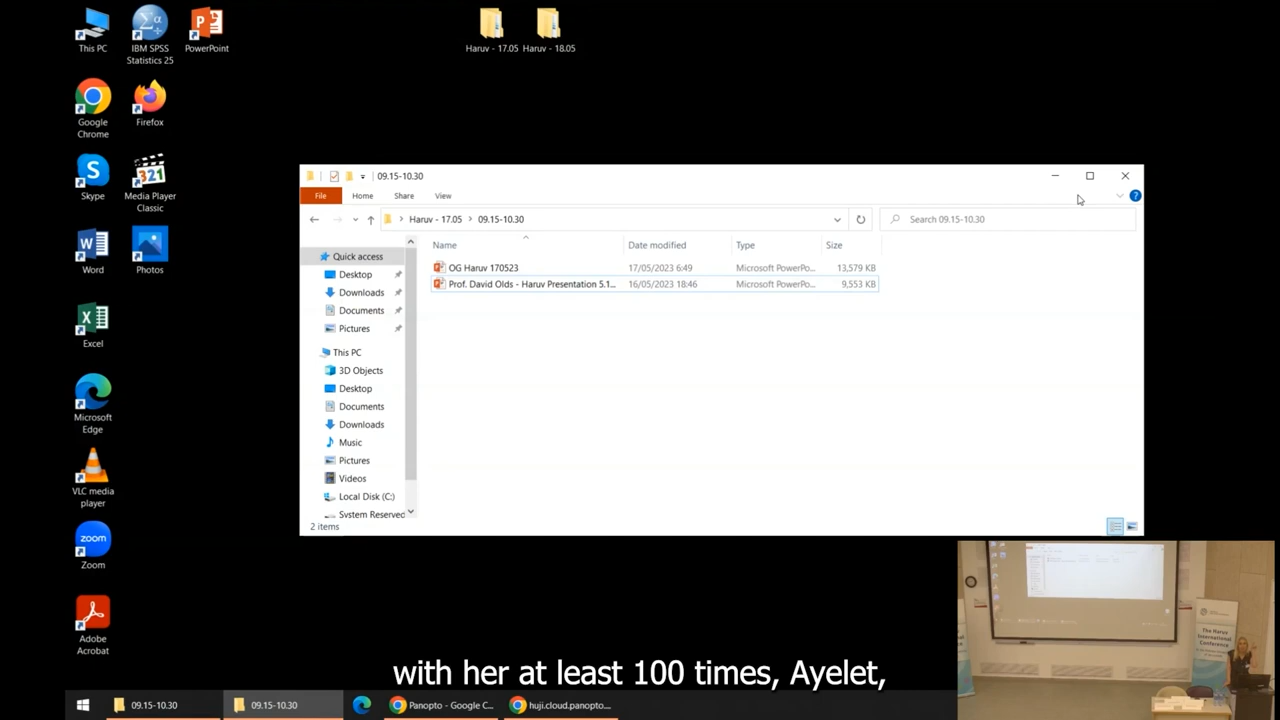 This PC
IBM SPSS
Statistics 25
PowerPoint
Haruv - 17.05
Haruv - 18.05
Google
Chrome
Firefox
Skype
Media Player
Classic
Word
Photos
Excel
Microsoft
Edge
VLC media
player
zoom
Zoom
Adobe
Acrobat
09.15-10.30
File
Home
Share
View
Haruv - 17.05
09.15-10.30
Search 09.15-10.30
Name
Date modified
Type
Size
OG Haruv 170523
17/05/2023 6:49
Microsoft PowerPo...
13,579 KB
Prof. David Olds - Haruv Presentation 5.1...
16/05/2023 18:46
Microsoft PowerPo...
9,553 KB
Quick access
Desktop
Downloads
Documents
Pictures
This PC
3D Objects
Desktop
Documents
Downloads
Music
Pictures
Videos
Local Disk (C:)
System Reserved
2 items
The Haruv
International
Conference
with her at least 100 times, Ayelet,
09.15-10.30
09.15-10.30
Panopto - Google C...
huji.cloud.panopto...